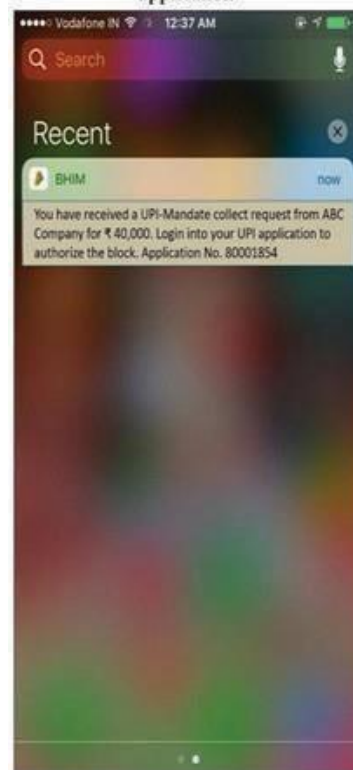 Vodafone IN 12:37 AM
Search
Recent
BHIM now
You have received a UPI-Mandate collect request from ABC
Company for ₹ 40,000. Login into your UPI application to
authorize the block. Application No. 80001854